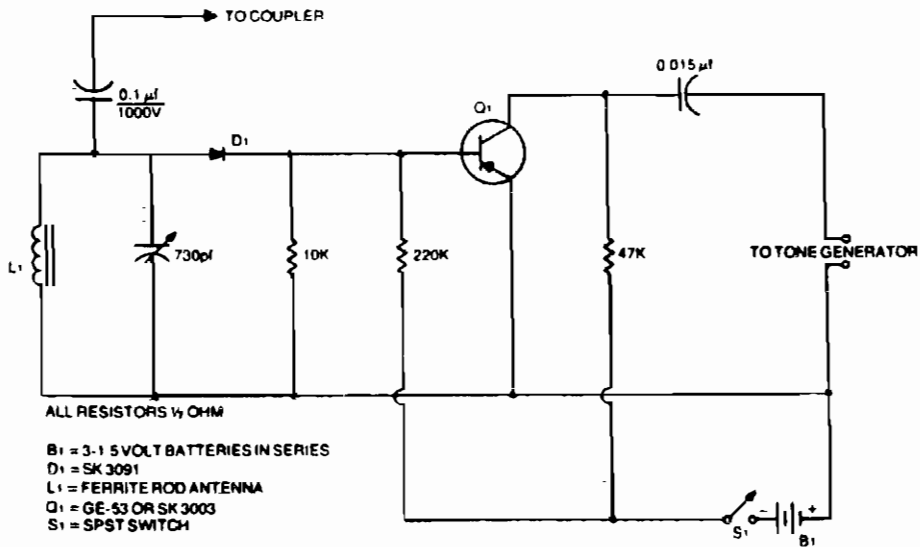 TO COUPLER
0.1 µf
1000V
D1
Q1
0.015 µf
L1
730pf
10K
220K
47K
TO TONE GENERATOR
ALL RESISTORS ½ OHM
B1 = 3-1.5 VOLT BATTERIES IN SERIES
D1 = SK 3091
L1 = FERRITE ROD ANTENNA
Q1 = GE-53 OR SK 3003
S1 = SPST SWITCH
S1
-
+
B1